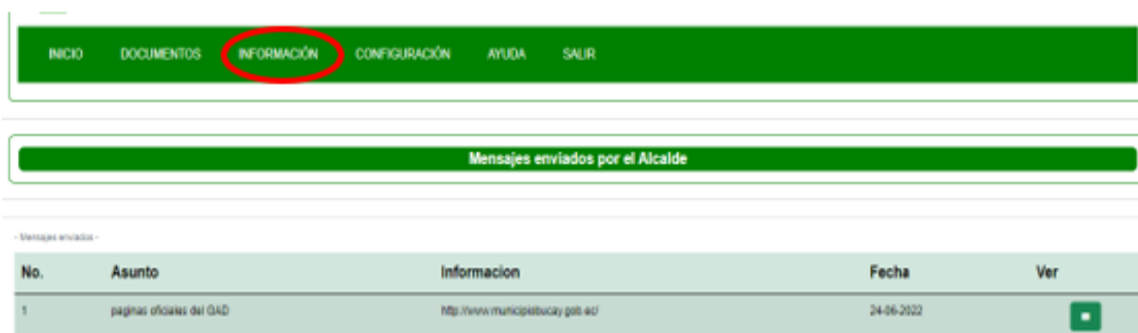 INICIO DOCUMENTOS INFORMACIÓN CONFIGURACIÓN AYUDA SALIR
Mensajes enviados por el Alcalde
- Mensajes enviados -
No. Asunto Informacion Fecha Ver
1 paginas oficiales del GAD http://www.municipiobucay.gob.ec/ 24-06-2022